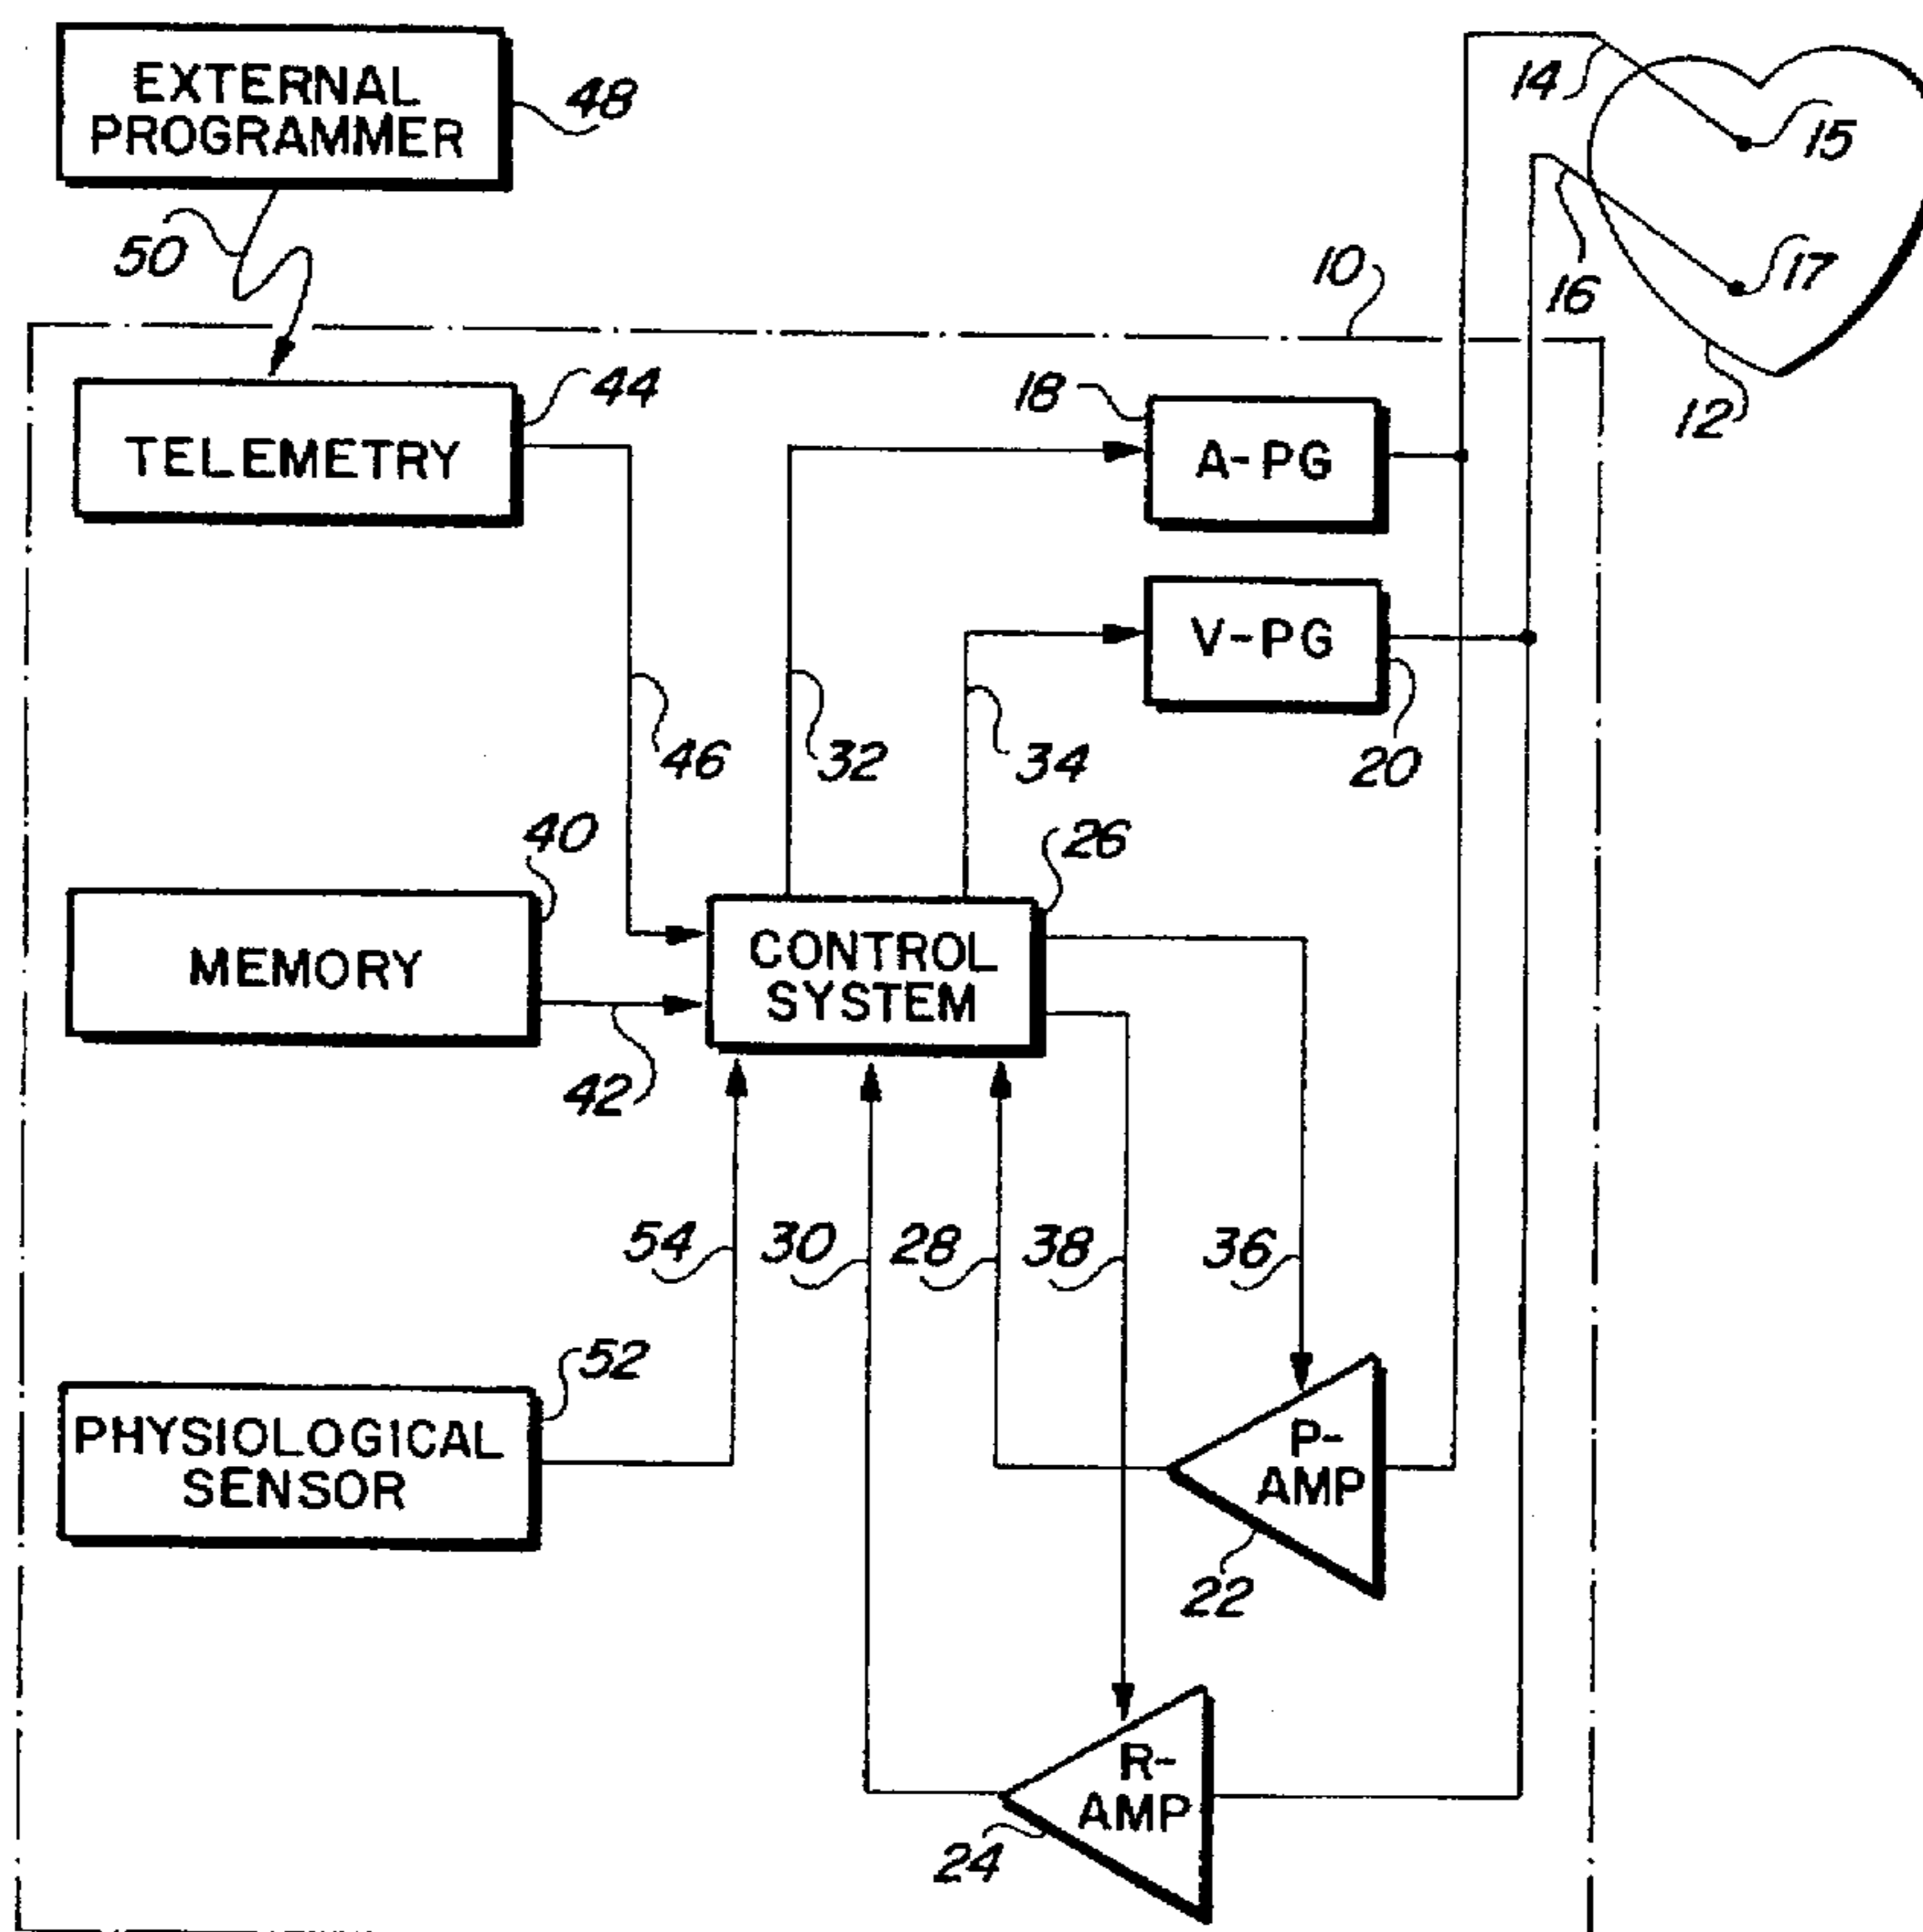 EXTERNAL
PROGRAMMER
48
14
15
50
10
16
17
12
44
TELEMETRY
18
A-PG
V-PG
20
46
32
34
40
26
MEMORY
CONTROL
SYSTEM
42
54
30
28
38
36
52
PHYSIOLOGICAL
SENSOR
P-
AMP
22
R-
AMP
24